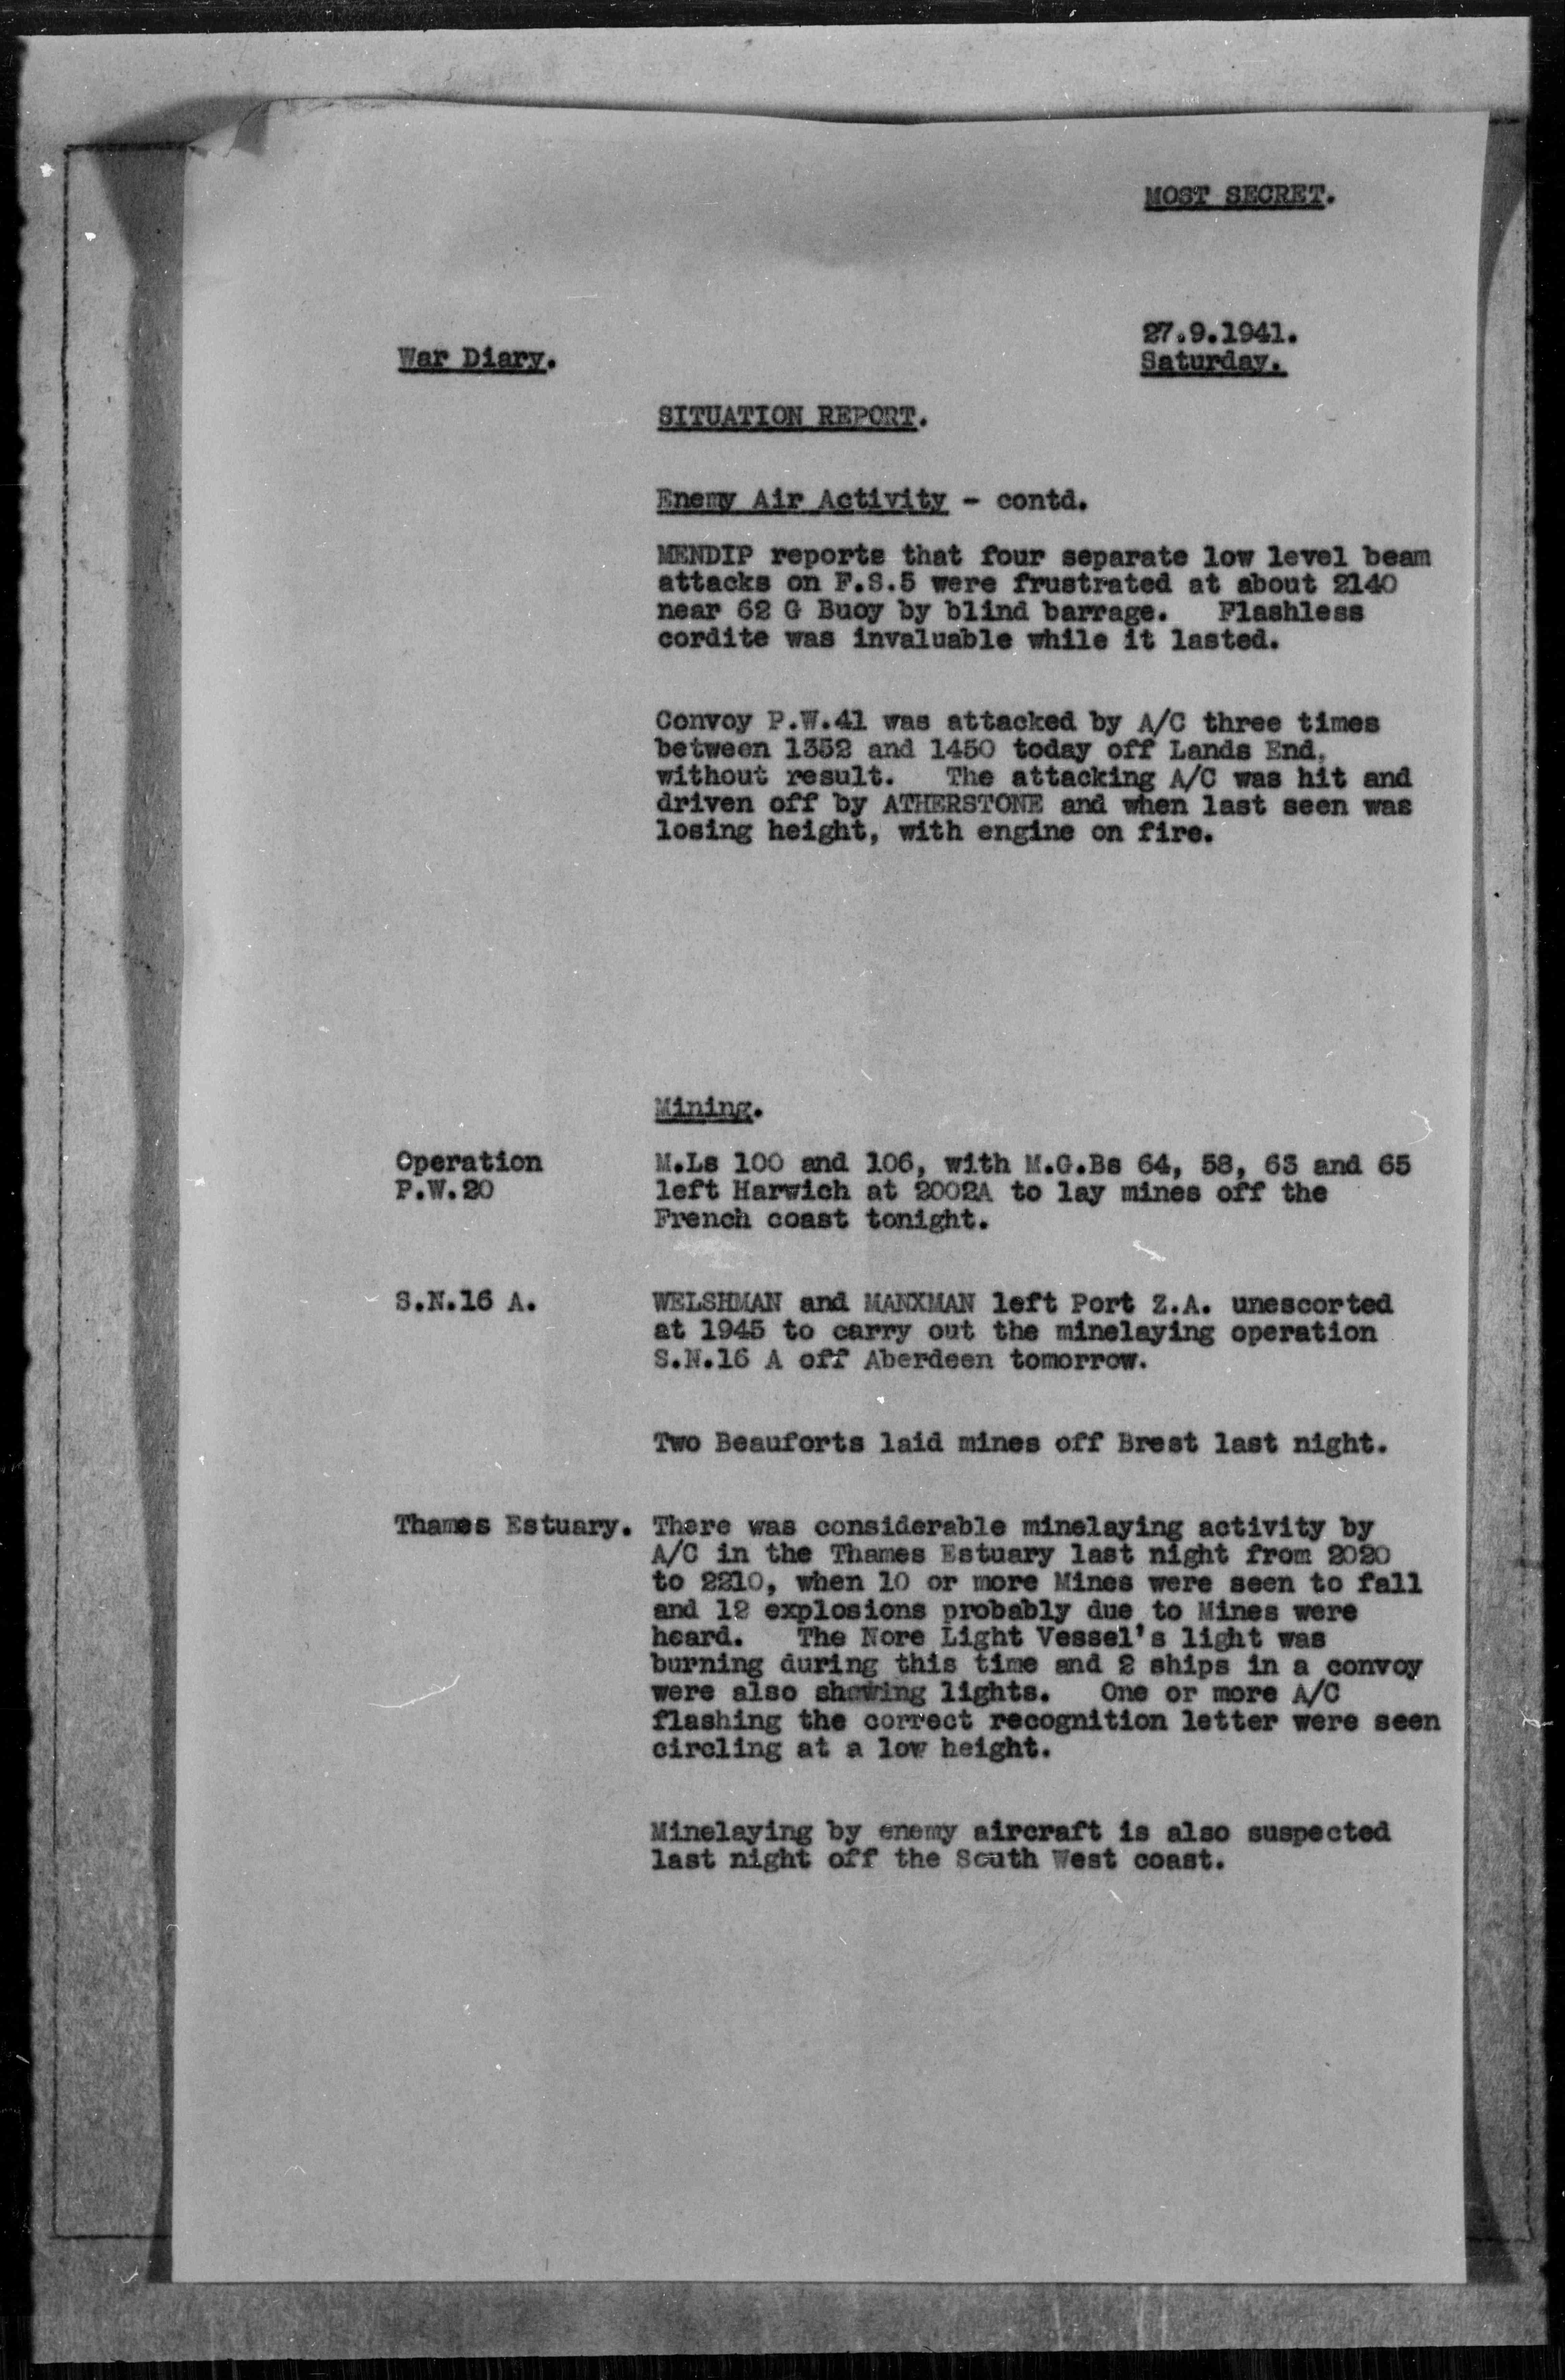 MOST SECRET.
27.9.1941.
War Diary.
Saturday.
SITUATION REPORT.
Enemy Air Activity - contd.
MENDIP reports that four separate low level beam
attacks on F.S.5 were frustrated at about 2140
near 62 G Buoy by blind barrage. Flashless
cordite was invaluable while it lasted.
Convoy P.W.41 was attacked by A/C three times
between 1352 and 1450 today off Lands End,
without result. The attacking A/C was hit and
driven off by ATHERSTONE and when last seen was
losing height, with engine on fire.
Mining.
Operation
P.W.20
M.Ls 100 and 106, with M.G.Bs 64, 58, 63 and 65
left Harwich at 2002A to lay mines off the
French coast tonight.
S.N.16 A.
WELSHMAN and MANXMAN left Port Z.A. unescorted
at 1945 to carry out the minelaying operation
S.N.16 A off Aberdeen tomorrow.
Two Beauforts laid mines off Brest last night.
Thames Estuary.
There was considerable minelaying activity by
A/C in the Thames Estuary last night from 2020
to 2210, when 10 or more Mines were seen to fall
and 12 explosions probably due to Mines were
heard. The Nore Light Vessel's light was
burning during this time and 2 ships in a convoy
were also showing lights. One or more A/C
flashing the correct recognition letter were seen
circling at a low height.
Minelaying by enemy aircraft is also suspected
last night off the South West coast.